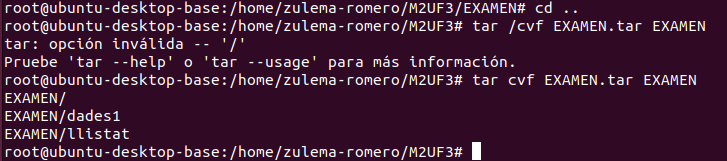 root@ubuntu-desktop-base:/home/zulema-romero/M2UF3/EXAMEN# cd ..
root@ubuntu-desktop-base:/home/zulema-romero/M2UF3# tar /cvf EXAMEN.tar EXAMEN
tar: opción inválida -- '/'
Pruebe 'tar --help' o 'tar --usage' para más información.
root@ubuntu-desktop-base:/home/zulema-romero/M2UF3# tar cvf EXAMEN.tar EXAMEN
EXAMEN/
EXAMEN/dades1
EXAMEN/llistat
root@ubuntu-desktop-base:/home/zulema-romero/M2UF3#